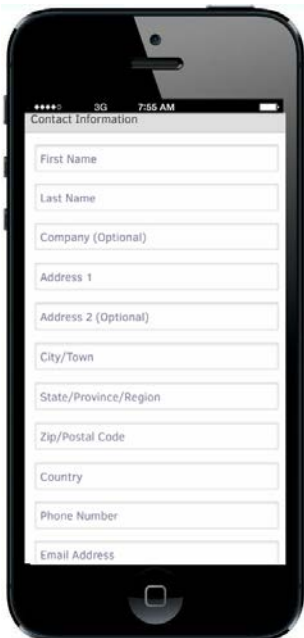 3G 7:55 AM
Contact Information
First Name
Last Name
Company (Optional)
Address 1
Address 2 (Optional)
City/Town
State/Province/Region
Zip/Postal Code
Country
Phone Number
Email Address